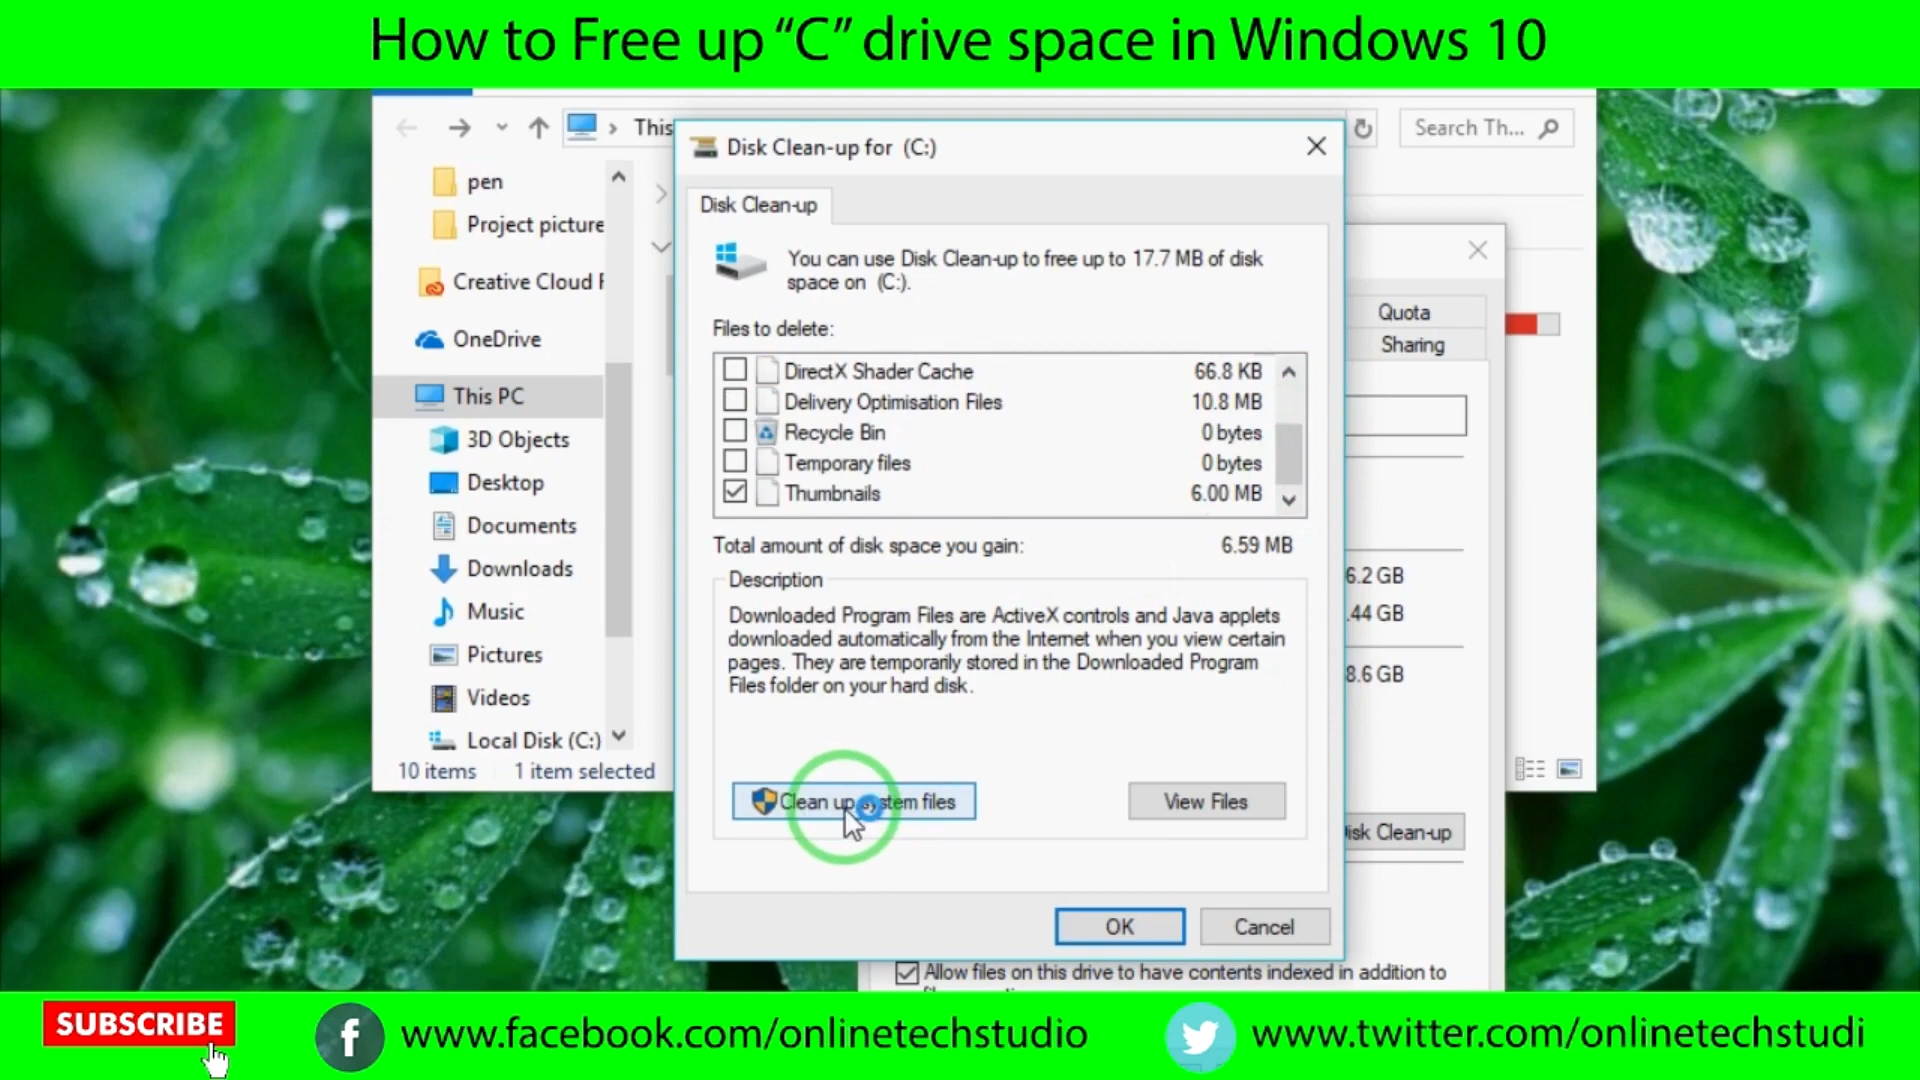 How to Free up “C” drive space in Windows 10
This
Search Th...
pen
Project picture
Creative Cloud F
OneDrive
This PC
3D Objects
Desktop
Documents
Downloads
Music
Pictures
Videos
Local Disk (C:)
10 items 1 item selected
Disk Clean-up for (C:)
Disk Clean-up
You can use Disk Clean-up to free up to 17.7 MB of disk
space on (C:).
Files to delete:
DirectX Shader Cache 66.8 KB
Delivery Optimisation Files 10.8 MB
Recycle Bin 0 bytes
Temporary files 0 bytes
Thumbnails 6.00 MB
Total amount of disk space you gain: 6.59 MB
Description
Downloaded Program Files are ActiveX controls and Java applets
downloaded automatically from the Internet when you view certain
pages. They are temporarily stored in the Downloaded Program
Files folder on your hard disk.
Clean up system files
View Files
OK
Cancel
Quota
Sharing
6.2 GB
.44 GB
8.6 GB
isk Clean-up
Allow files on this drive to have contents indexed in addition to
SUBSCRIBE
www.facebook.com/onlinetechstudio
www.twitter.com/onlinetechstudi